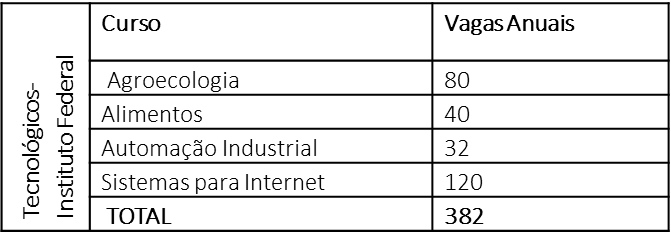 Tecnológicos-
Instituto Federal
Curso Vagas Anuais
Agroecologia 80
Alimentos 40
Automação Industrial 32
Sistemas para Internet 120
TOTAL 382